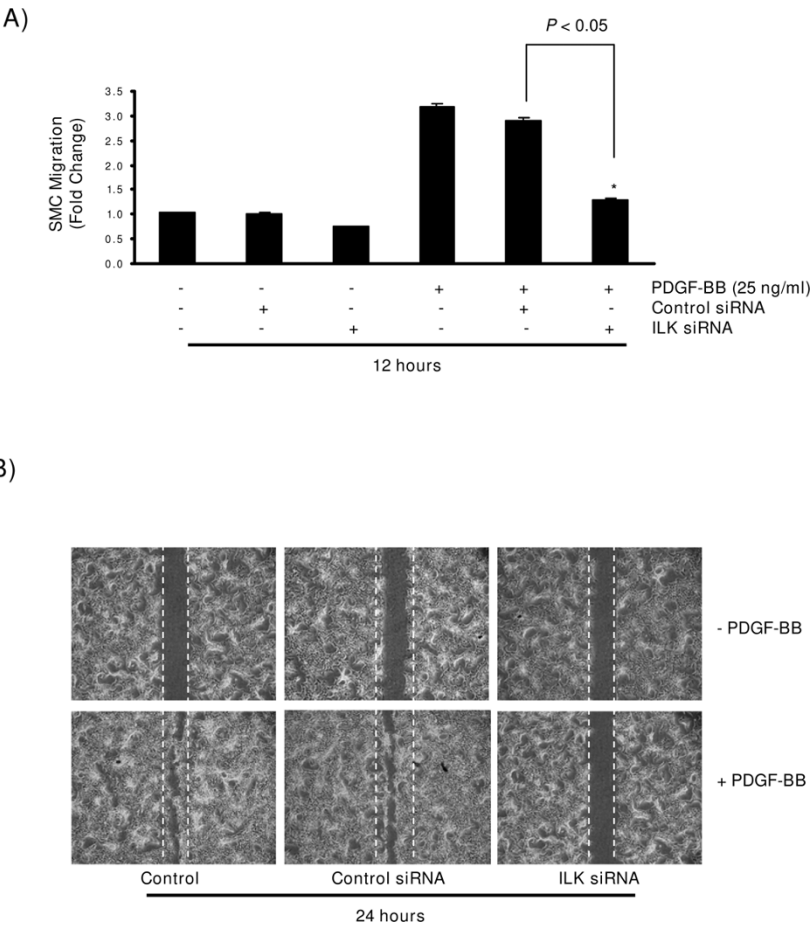 A)
P < 0.05
SMC Migration
(Fold Change)
3.5
3.0
2.5
2.0
1.5
1.0
0.5
0.0
*
- - - + + + PDGF-BB (25 ng/ml)
- + - - + - Control siRNA
- - + - - + ILK siRNA
12 hours
B)
- PDGF-BB
+ PDGF-BB
Control Control siRNA ILK siRNA
24 hours